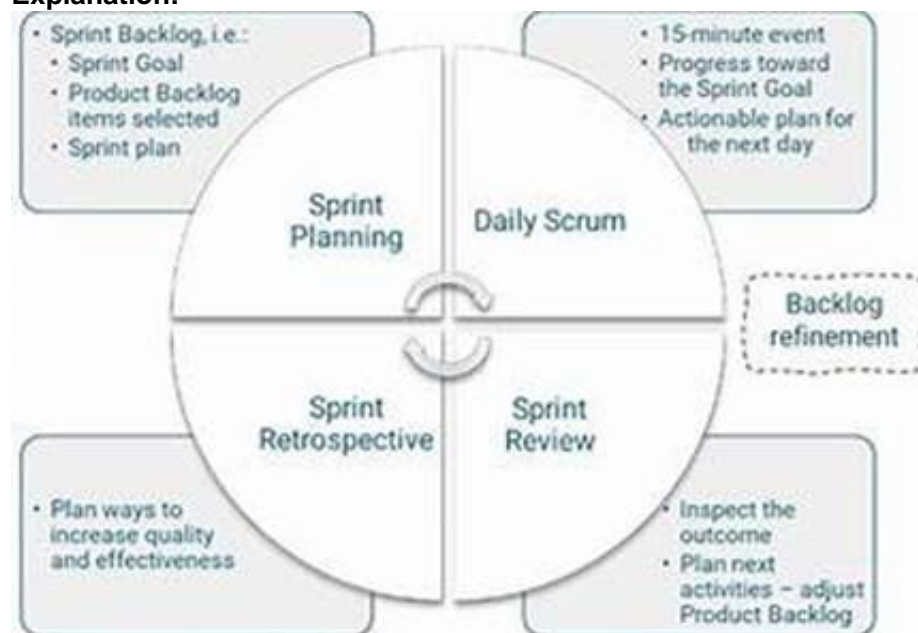 Explanation:
• Sprint Backlog, i.e.:
• Sprint Goal
• Product Backlog
items selected
• Sprint plan
• 15-minute event
• Progress toward
the Sprint Goal
• Actionable plan for
the next day
Sprint
Planning
Daily Scrum
Backlog
refinement
Sprint
Retrospective
Sprint
Review
• Plan ways to
increase quality
and effectiveness
• Inspect the
outcome
• Plan next
activities – adjust
Product Backlog